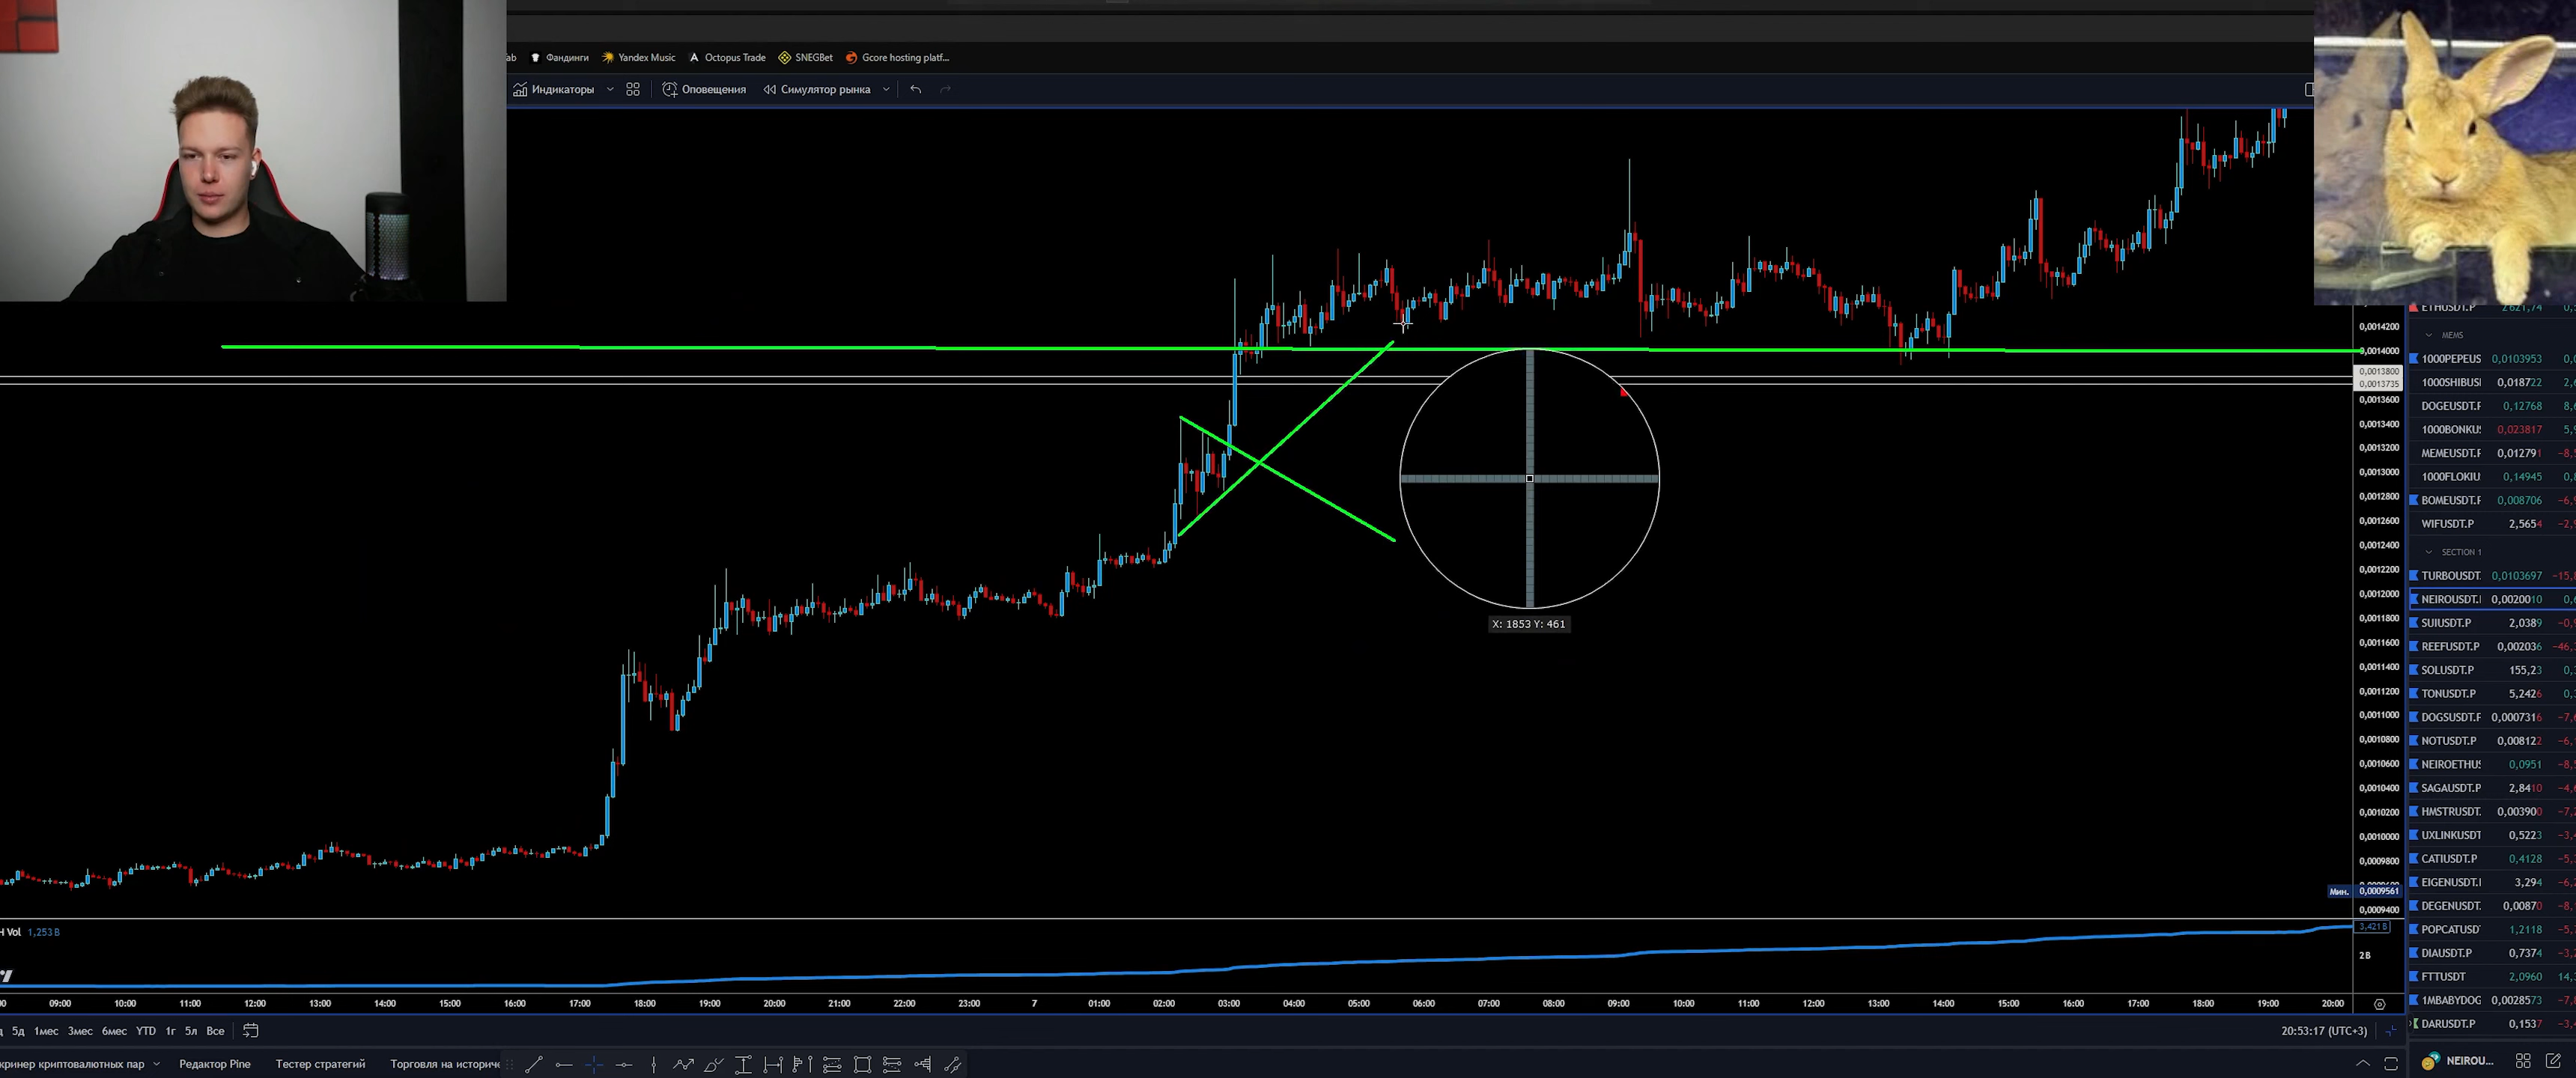 ab Фандинги Yandex Music Octopus Trade SNEGBet Gcore hosting platf...
Индикаторы Оповещения Симулятор рынка
ETHUSDT.P 2621,74
0,0014200
MEMS
0,0014000
1000PEPEUS 0,0103953
0,0013800
0,0013735
1000SHIBUSI 0,018722
0,0013600
DOGEUSDT.F 0,12768
0,0013400
1000BONKU: 0,023817
0,0013200
MEMEUSDT.F 0,012791
0,0013000
1000FLOKIU 0,14945
0,0012800
BOMEUSDT.P 0,008706
0,0012600
WIFUSDT.P 2,5654
0,0012400
SECTION 1
0,0012200
TURBOUSDT. 0,0103697
0,0012000
NEIROUSDT.I 0,0020010
0,0011800
X: 1853 Y: 461
SUIUSDT.P 2,0389
0,0011600
REEFUSDT.P 0,002036
0,0011400
SOLUSDT.P 155,23
0,0011200
TONUSDT.P 5,2426
0,0011000
DOGSUSDT.F 0,0007316
0,0010800
NOTUSDT.P 0,008122
0,0010600
NEIROETHU: 0,0951
0,0010400
SAGAUSDT.P 2,8410
0,0010200
HMSTRUSDT. 0,003900
0,0010000
UXLINKUSDT 0,5223
0,0009800
CATIUSDT.P 0,4128
Мин. 0,0009561
EIGENUSDT.I 3,294
0,0009400
DEGENUSDT. 0,00870
H Vol 1,253 B
3,421 B
POPCATUSD 1,2118
2 B
DIAUSDT.P 0,7374
FTTUSDT 2,0960
09:00 10:00 11:00 12:00 13:00 14:00 15:00 16:00 17:00 18:00 19:00 20:00 21:00 22:00 23:00 7 01:00 02:00 03:00 04:00 05:00 06:00 07:00 08:00 09:00 10:00 11:00 12:00 13:00 14:00 15:00 16:00 17:00 18:00 19:00 20:00
1MBABYDOG 0,0028573
5д 1мес 3мес 6мес YTD 1г 5л Все
20:53:17 (UTC+3)
DARUSDT.P 0,1537
кринер криптовалютных пар Редактор Pine Тестер стратегий Торговля на историче
NEIROU...